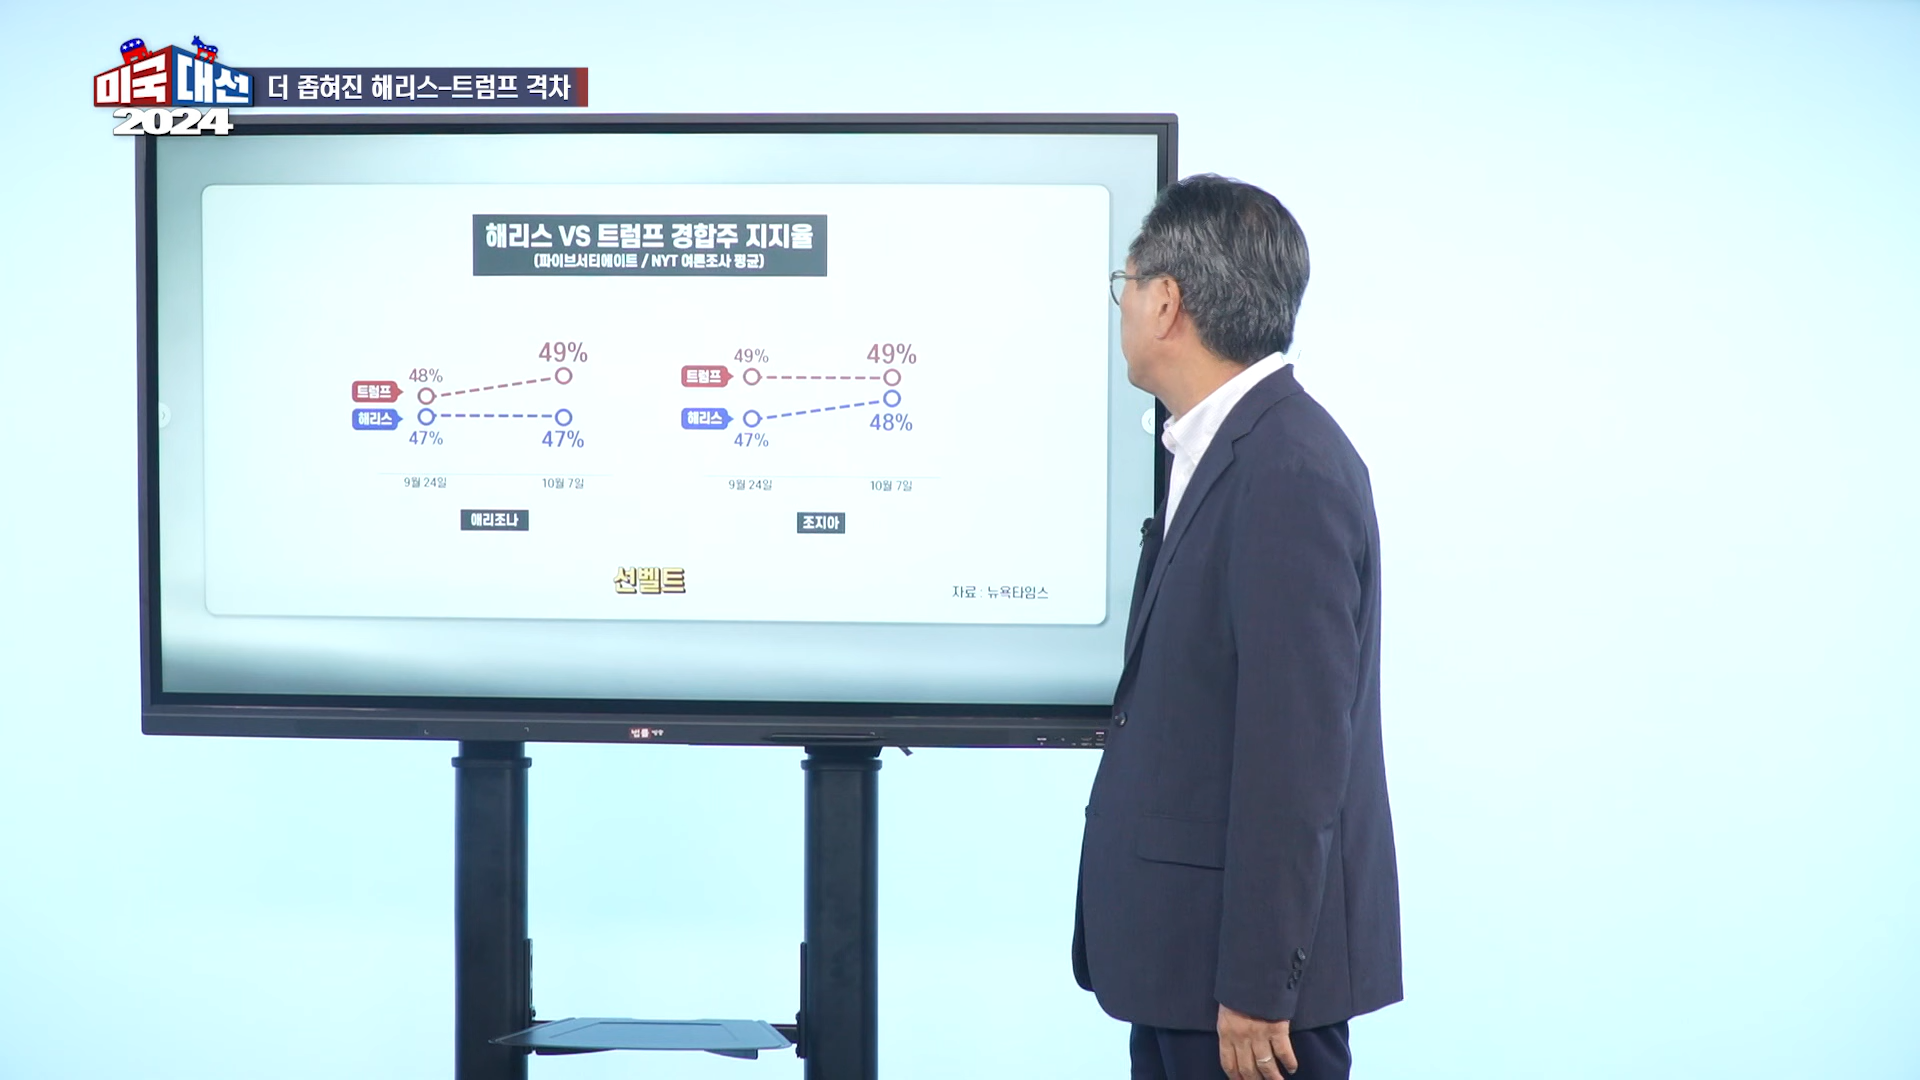 미국 대선
2024
더 좁혀진 해리스-트럼프 격차
해리스 VS 트럼프 경합주 지지율
(파이브서티에이트 / NYT 여론조사 평균)
트럼프
48%
49%
해리스
47%
47%
9월 24일
10월 7일
애리조나
트럼프
49%
49%
해리스
47%
48%
9월 24일
10월 7일
조지아
선벨트
자료 : 뉴욕타임스
법률방송